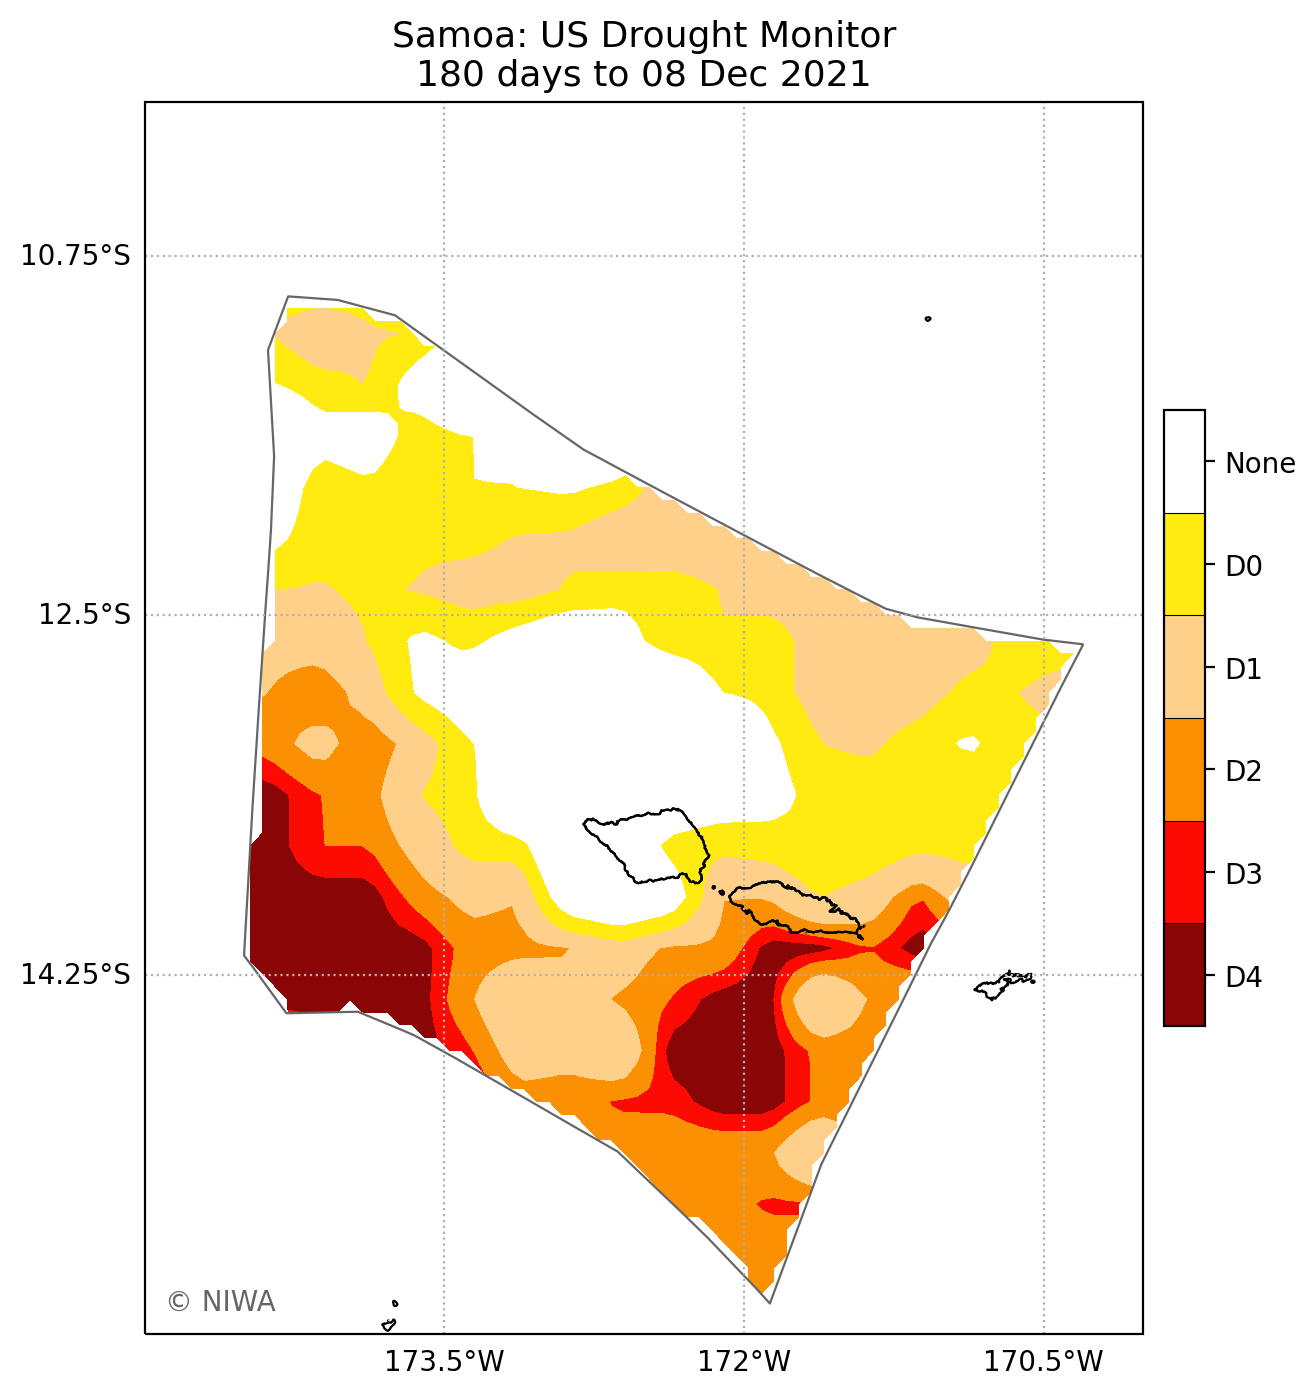 Samoa: US Drought Monitor
180 days to 08 Dec 2021
10.75°S
12.5°S
14.25°S
173.5°W
172°W
170.5°W
None
D0
D1
D2
D3
D4
© NIWA